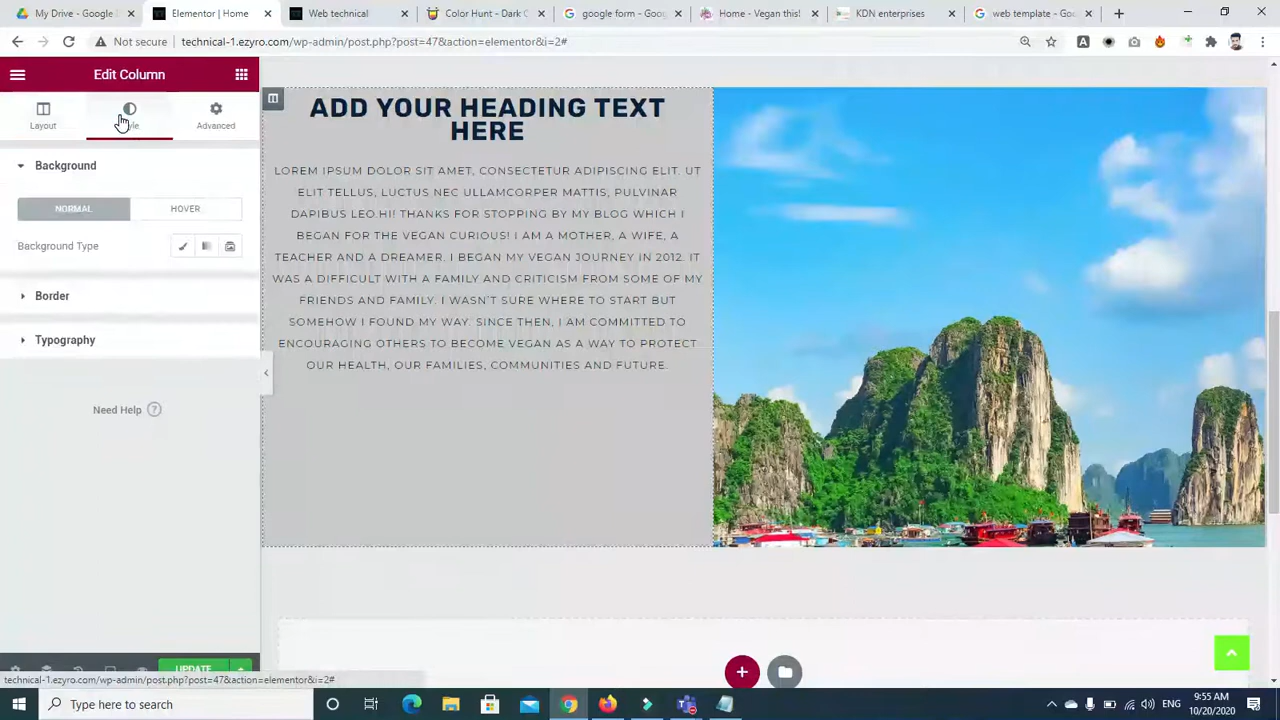 My Drive - Google D
Elementor | Home
Web technical
Color Hunt - Dark C
google form - Goog
Home - Vegan this!
KDN enterprises
web template - Goo
Not secure
technical-1.ezyro.com/wp-admin/post.php?post=47&action=elementor&i=2#
Edit Column
Layout
Advanced
Background
NORMAL
HOVER
Background Type
Border
Typography
Need Help
UPDATE
technical-1.ezyro.com/wp-admin/post.php?post=47&action=elementor&i=2#
ADD YOUR HEADING TEXT
HERE
LOREM IPSUM DOLOR SIT AMET, CONSECTETUR ADIPISCING ELIT. UT
ELIT TELLUS, LUCTUS NEC ULLAMCORPER MATTIS, PULVINAR
DAPIBUS LEO.HI! THANKS FOR STOPPING BY MY BLOG WHICH I
BEGAN FOR THE VEGAN CURIOUS! I AM A MOTHER, A WIFE, A
TEACHER AND A DREAMER. I BEGAN MY VEGAN JOURNEY IN 2012. IT
WAS A DIFFICULT WITH A FAMILY AND CRITICISM FROM SOME OF MY
FRIENDS AND FAMILY. I WASN'T SURE WHERE TO START BUT
SOMEHOW I FOUND MY WAY. SINCE THEN, I AM COMMITTED TO
ENCOURAGING OTHERS TO BECOME VEGAN AS A WAY TO PROTECT
OUR HEALTH, OUR FAMILIES, COMMUNITIES AND FUTURE.
Type here to search
ENG
9:55 AM
10/20/2020